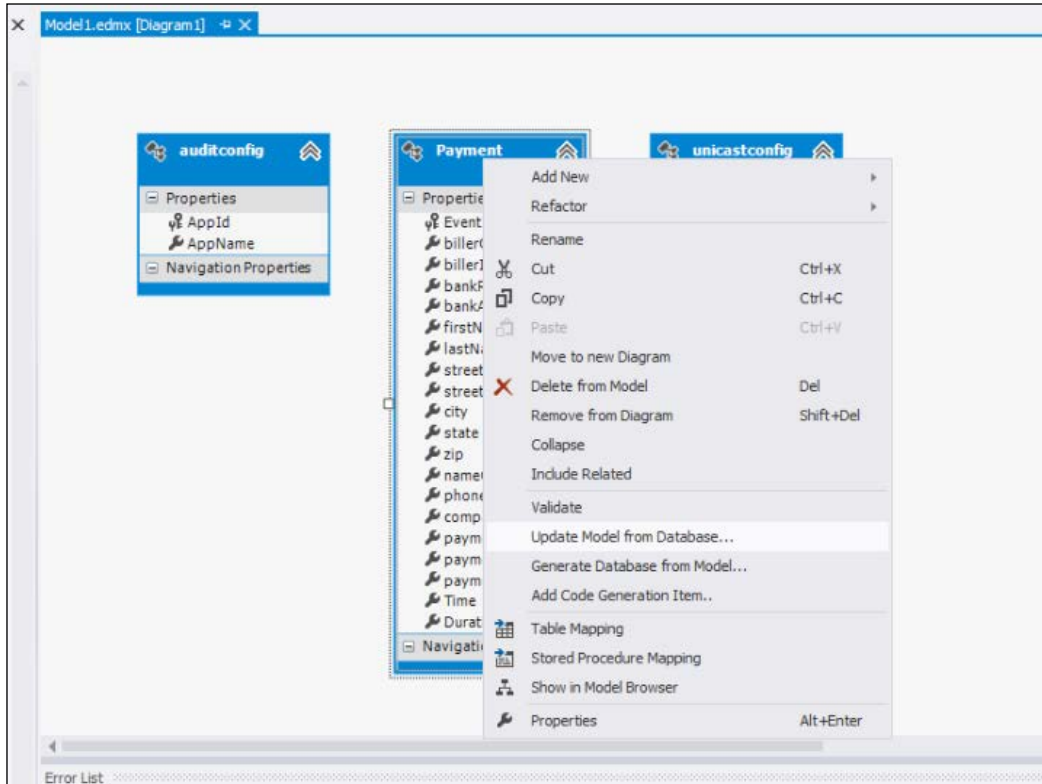 Model1.edmx [Diagram1]
auditconfig
Properties
AppId
AppName
Navigation Properties
Payment
Propertie
Event
biller
biller
bank
bank
firstN
lastN
street
street
city
state
zip
name
phone
comp
paym
paym
paym
Time
Durat
Navigati
unicastconfig
Add New
Refactor
Rename
Cut Ctrl+X
Copy Ctrl+C
Paste Ctrl+V
Move to new Diagram
Delete from Model Del
Remove from Diagram Shift+Del
Collapse
Include Related
Validate
Update Model from Database...
Generate Database from Model...
Add Code Generation Item..
Table Mapping
Stored Procedure Mapping
Show in Model Browser
Properties Alt+Enter
Error List